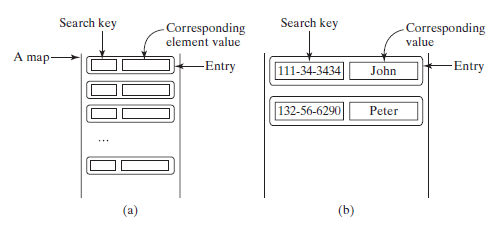 Search key
Corresponding
element value
A map
Entry
...
(a)
Search key
Corresponding
value
111-34-3434 John
Entry
132-56-6290 Peter
(b)